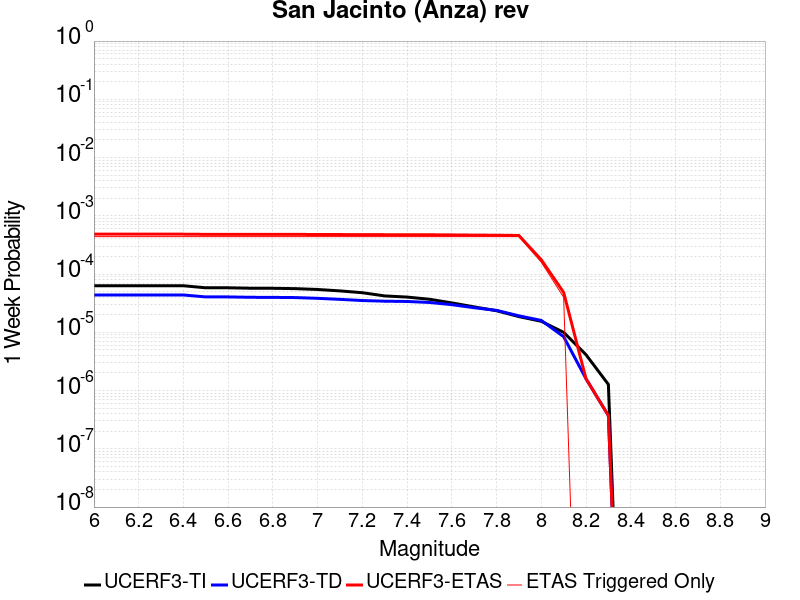 San Jacinto (Anza) rev
10^0
10^-1
10^-2
10^-3
10^-4
10^-5
10^-6
10^-7
10^-8
1 Week Probability
6 6.2 6.4 6.6 6.8 7 7.2 7.4 7.6 7.8 8 8.2 8.4 8.6 8.8 9
Magnitude
UCERF3-TI UCERF3-TD UCERF3-ETAS ETAS Triggered Only